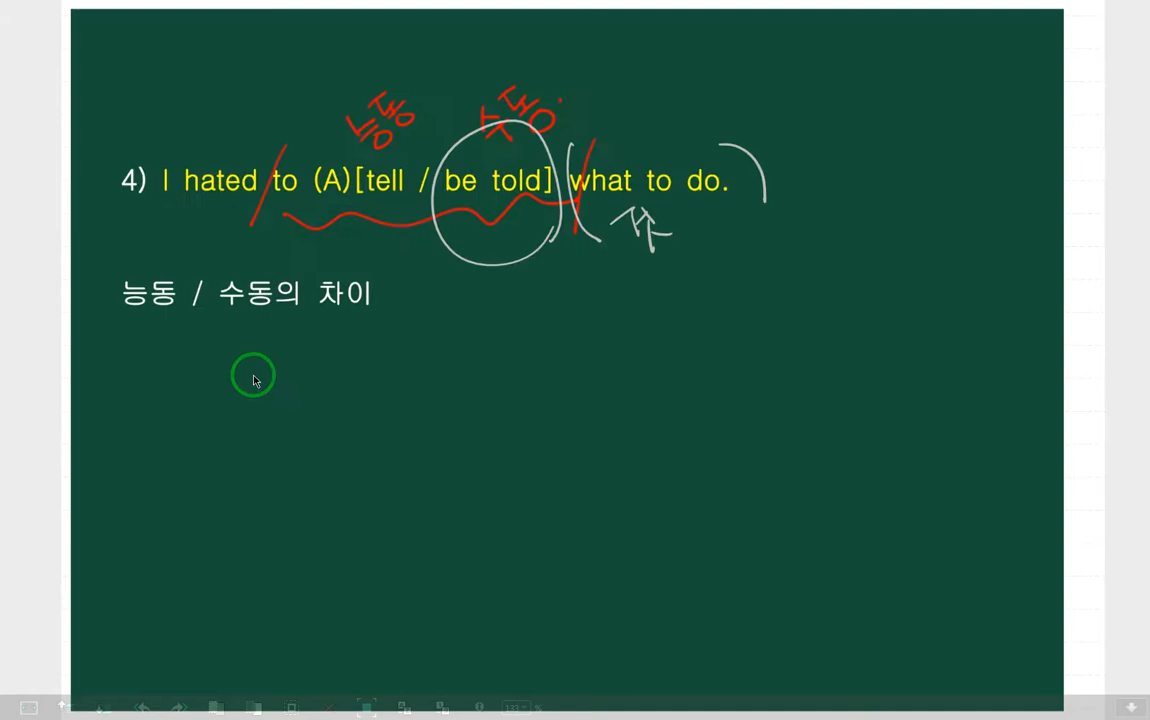 능동 수동
4) I hated to (A)[tell / be told] what to do.
능동 / 수동의 차이
133 %